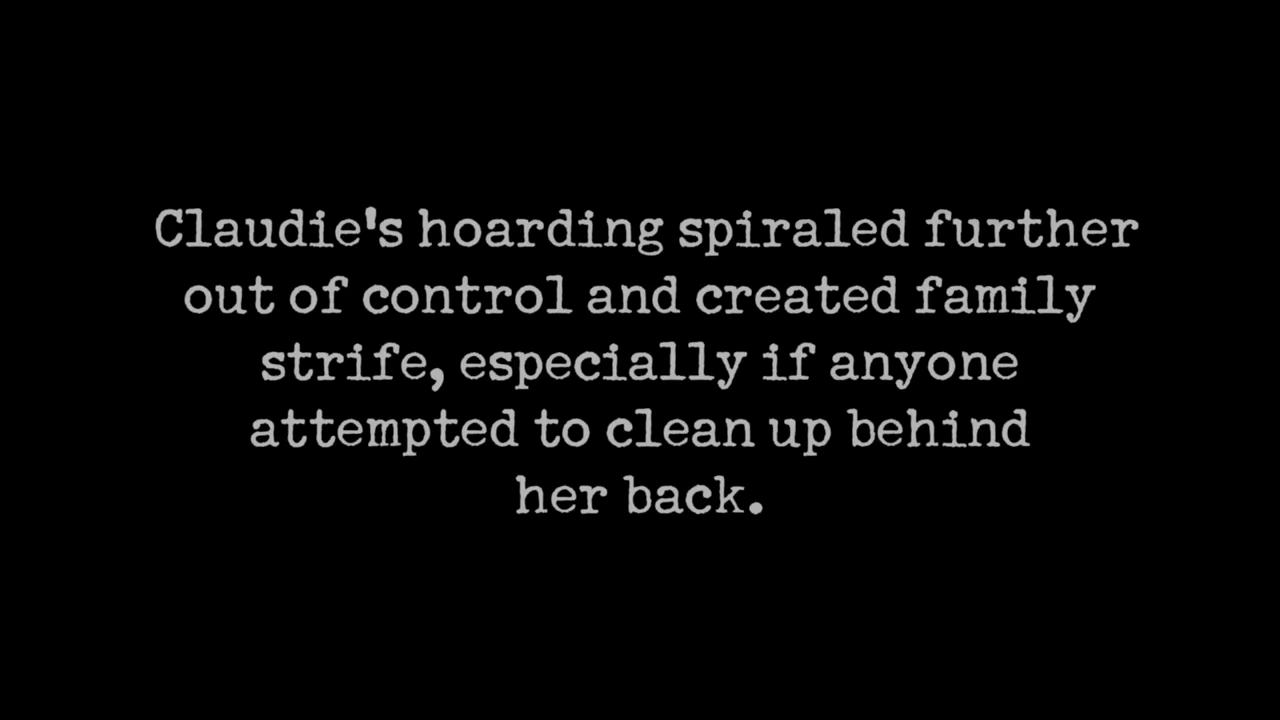 Claudie's hoarding spiraled further
out of control and created family
strife, especially if anyone
attempted to clean up behind
her back.